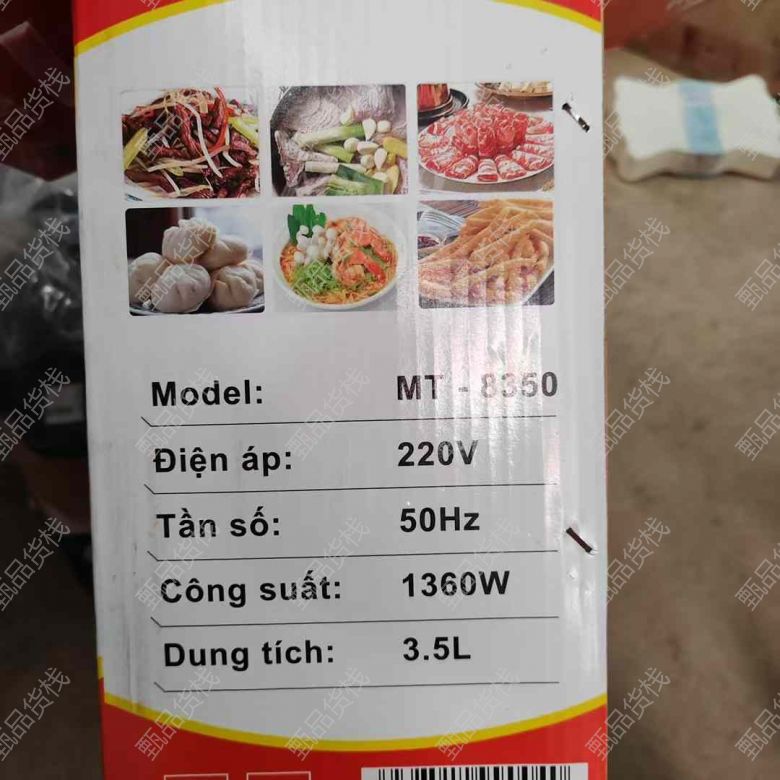 Model: MT - 8350
Điện áp: 220V
Tần số: 50Hz
Công suất: 1360W
Dung tích: 3.5L
甄品货栈